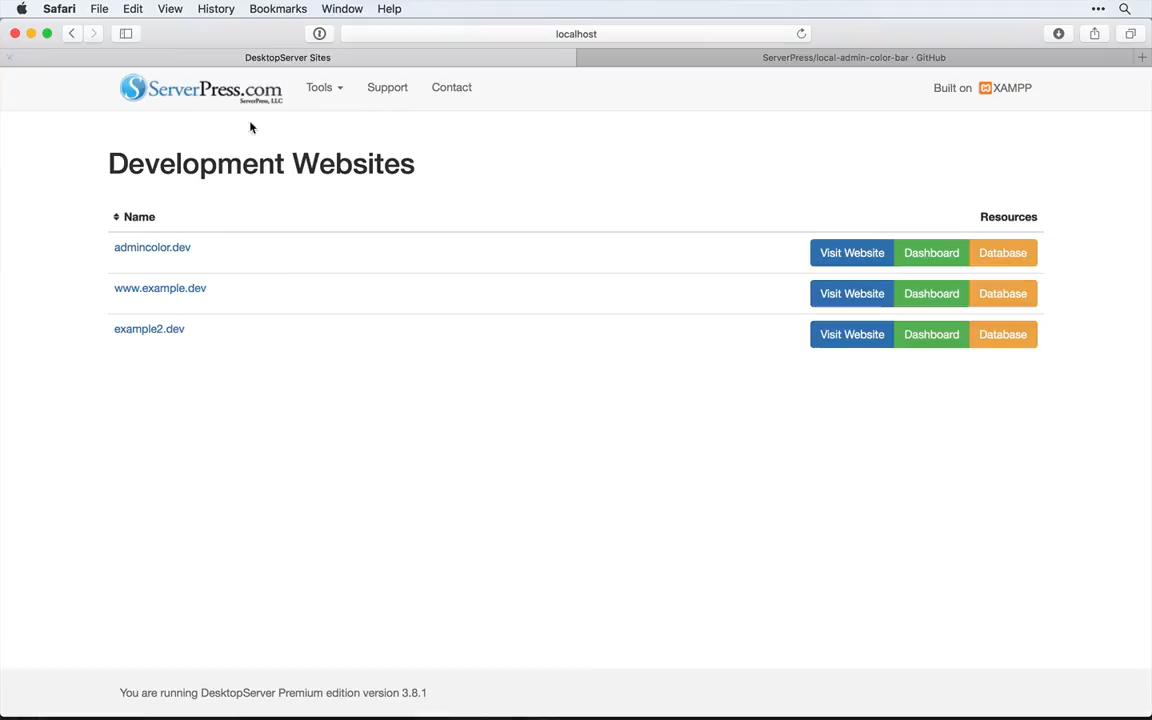 Safari File Edit View History Bookmarks Window Help
localhost
DesktopServer Sites
ServerPress/local-admin-color-bar · GitHub
ServerPress.com
ServerPress, LLC
Tools Support Contact
Built on XAMPP
Development Websites
Name Resources
admincolor.dev Visit Website Dashboard Database
www.example.dev Visit Website Dashboard Database
example2.dev Visit Website Dashboard Database
You are running DesktopServer Premium edition version 3.8.1